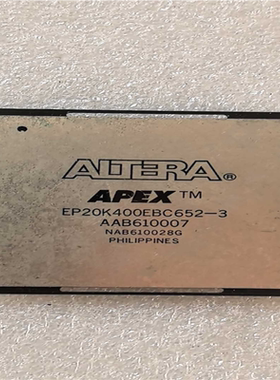 ALTERA®
APEX™
EP20K400EBC652-3
AAB610007
NAB610028G
PHILIPPINES